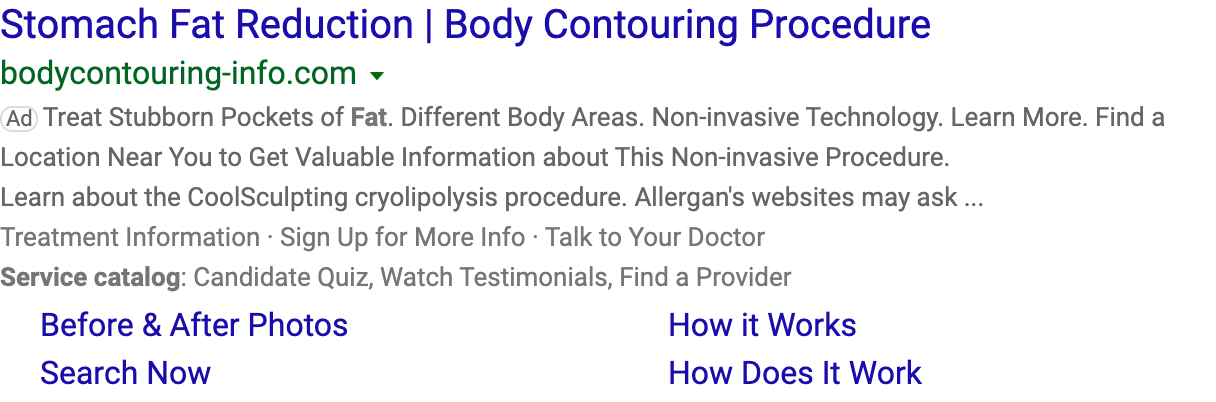 Stomach Fat Reduction | Body Contouring Procedure
bodycontouring-info.com
Ad Treat Stubborn Pockets of Fat. Different Body Areas. Non-invasive Technology. Learn More. Find a
Location Near You to Get Valuable Information about This Non-invasive Procedure.
Learn about the CoolSculpting cryolipolysis procedure. Allergan's websites may ask ...
Treatment Information · Sign Up for More Info · Talk to Your Doctor
Service catalog: Candidate Quiz, Watch Testimonials, Find a Provider
Before & After Photos How it Works
Search Now How Does It Work